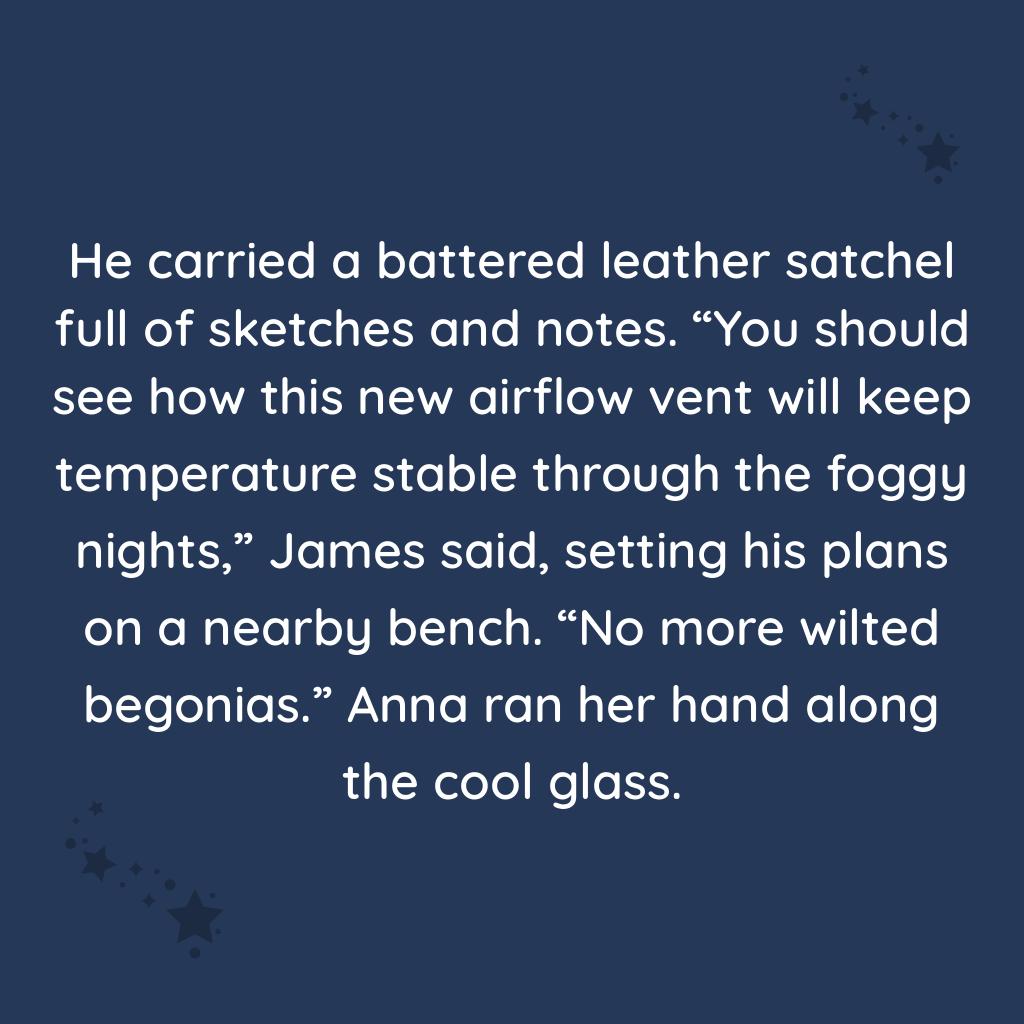 He carried a battered leather satchel
full of sketches and notes. “You should
see how this new airflow vent will keep
temperature stable through the foggy
nights,” James said, setting his plans
on a nearby bench. “No more wilted
begonias.” Anna ran her hand along
the cool glass.